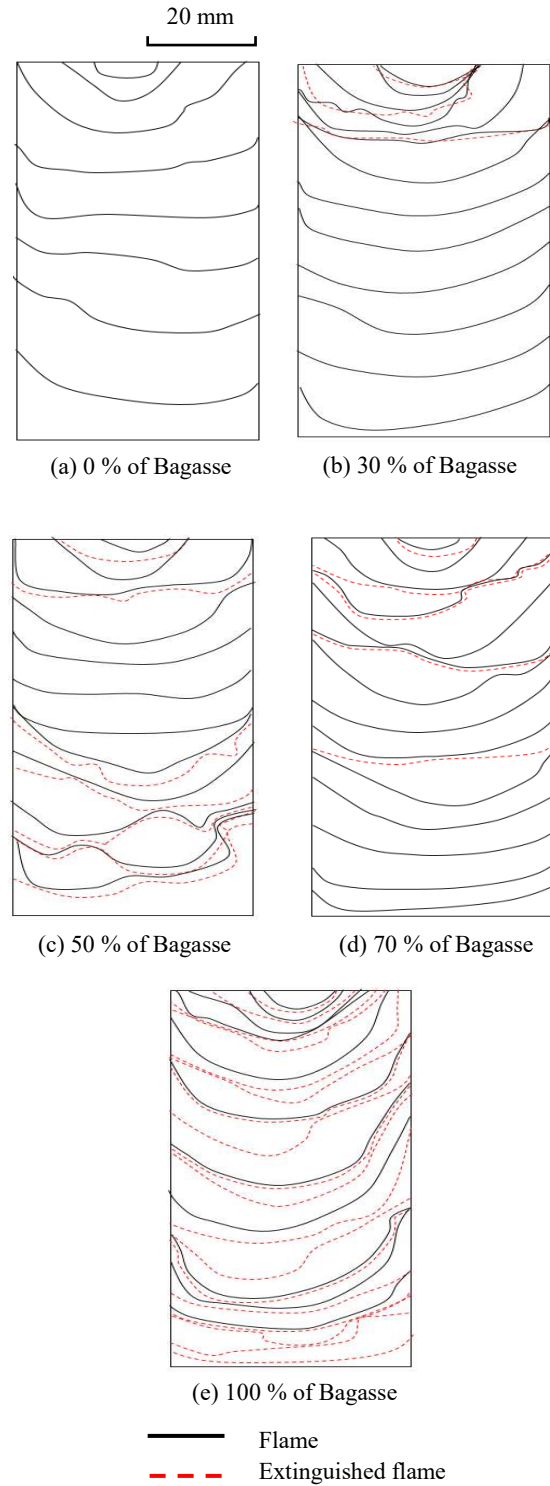 20 mm
(a) 0 % of Bagasse
(b) 30 % of Bagasse
(c) 50 % of Bagasse
(d) 70 % of Bagasse
(e) 100 % of Bagasse
Flame
Extinguished flame